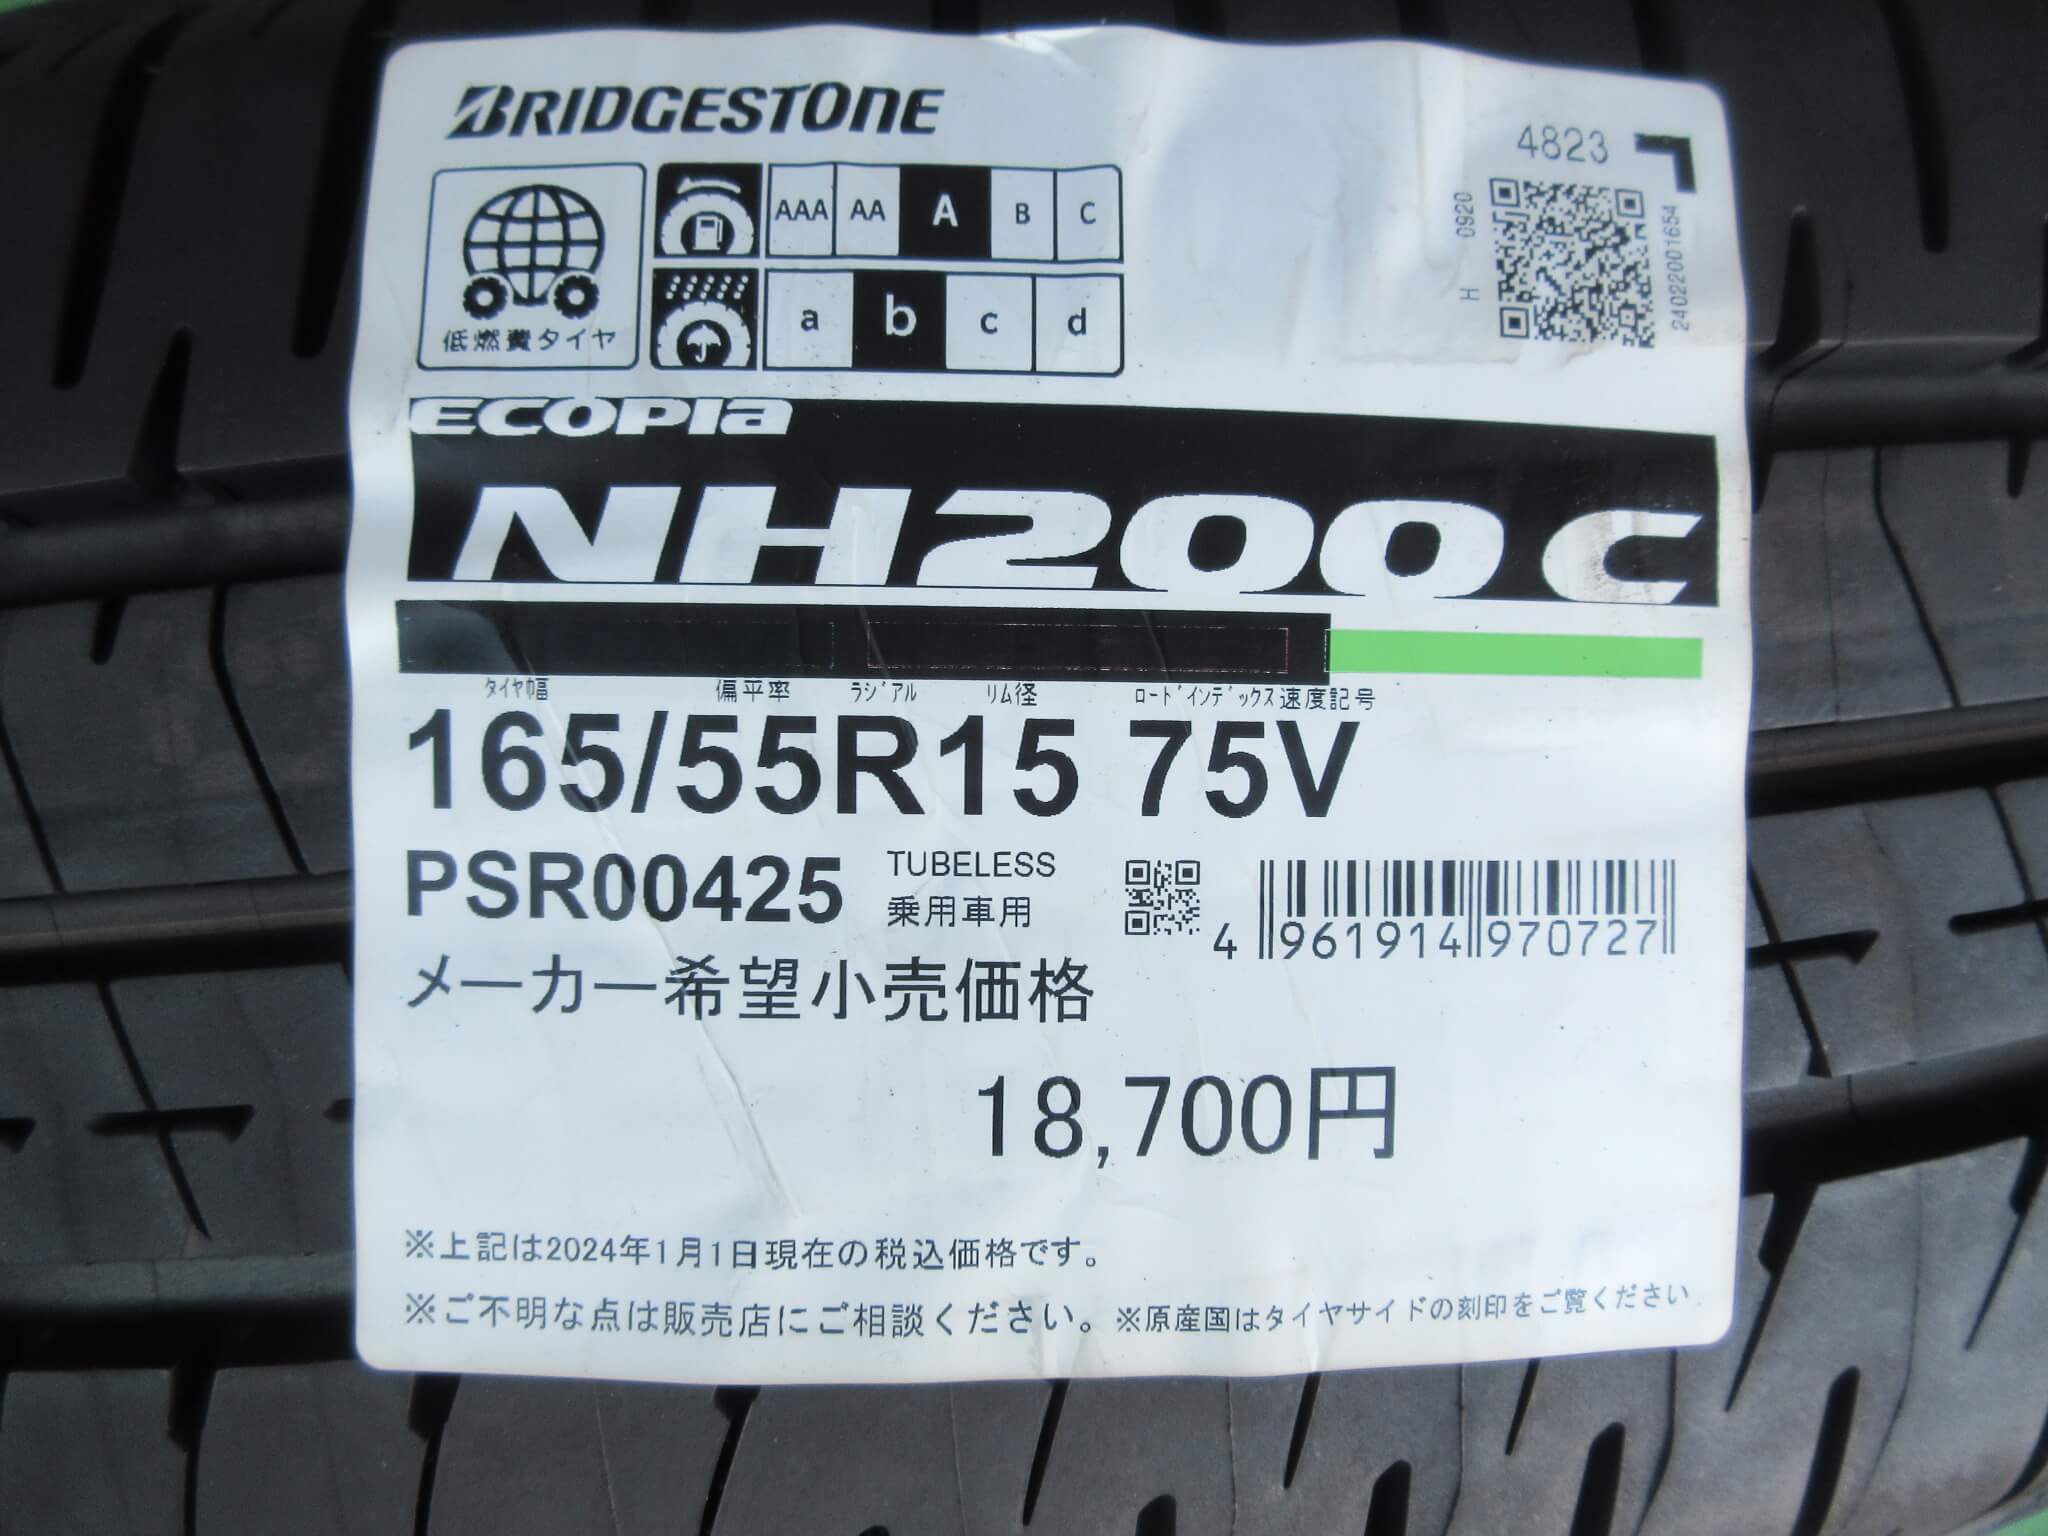 BRIDGESTONE
4823
H 0920
24022001654
AAA AA A B C
a b c d
低燃費タイヤ
ECOPIA
NH200 C
タイヤ巾幅 偏平率 ラジアル リム径 ロードインデックス 速度記号
165/55R15 75V
PSR00425
TUBELESS
乗用車用
4 961914 970727
メーカー希望小売価格
18,700円
※上記は2024年1月1日現在の税込価格です。
※ご不明な点は販売店にご相談ください。※原産国はタイヤサイドの刻印をご覧ください